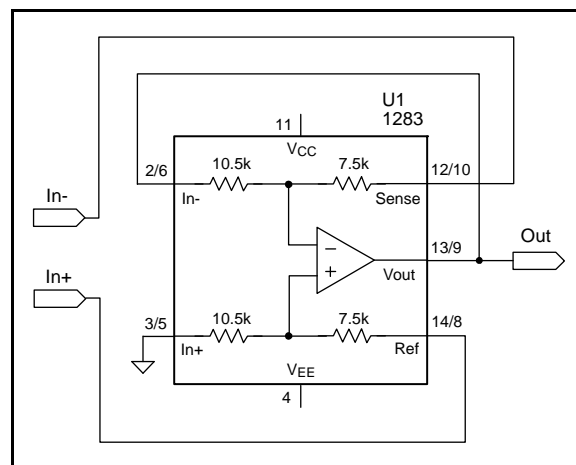 U1
1283
11
VCC
2/6
10.5k
7.5k
12/10
In-
In-
Sense
−
13/9
Out
+
Vout
In+
3/5
10.5k
7.5k
14/8
In+
Ref
VEE
4